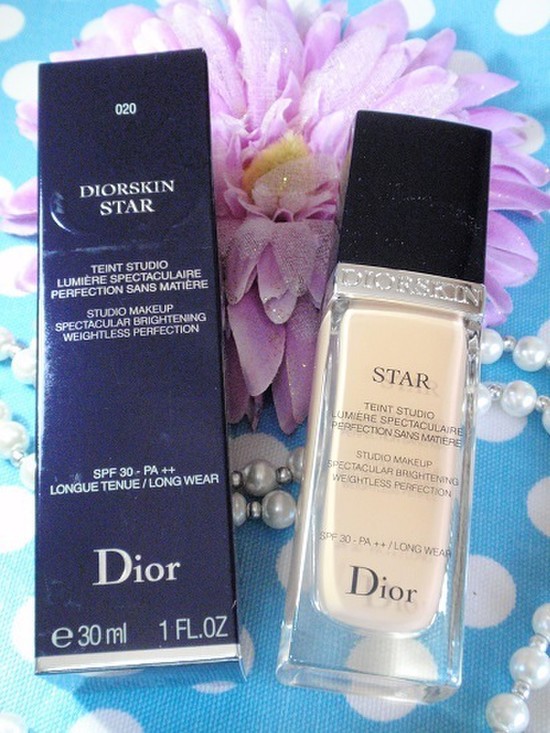 020
DIORSKIN
STAR
TEINT STUDIO
LUMIÈRE SPECTACULAIRE
PERFECTION SANS MATIÈRE
STUDIO MAKEUP
SPECTACULAR BRIGHTENING
WEIGHTLESS PERFECTION
SPF 30 - PA ++
LONGUE TENUE / LONG WEAR
Dior
℮ 30 ml 1 FL.OZ
DIORSKIN
STAR
TEINT STUDIO
LUMIÈRE SPECTACULAIRE
PERFECTION SANS MATIÈRE
STUDIO MAKEUP
SPECTACULAR BRIGHTENING
WEIGHTLESS PERFECTION
SPF 30 - PA ++ / LONG WEAR
Dior